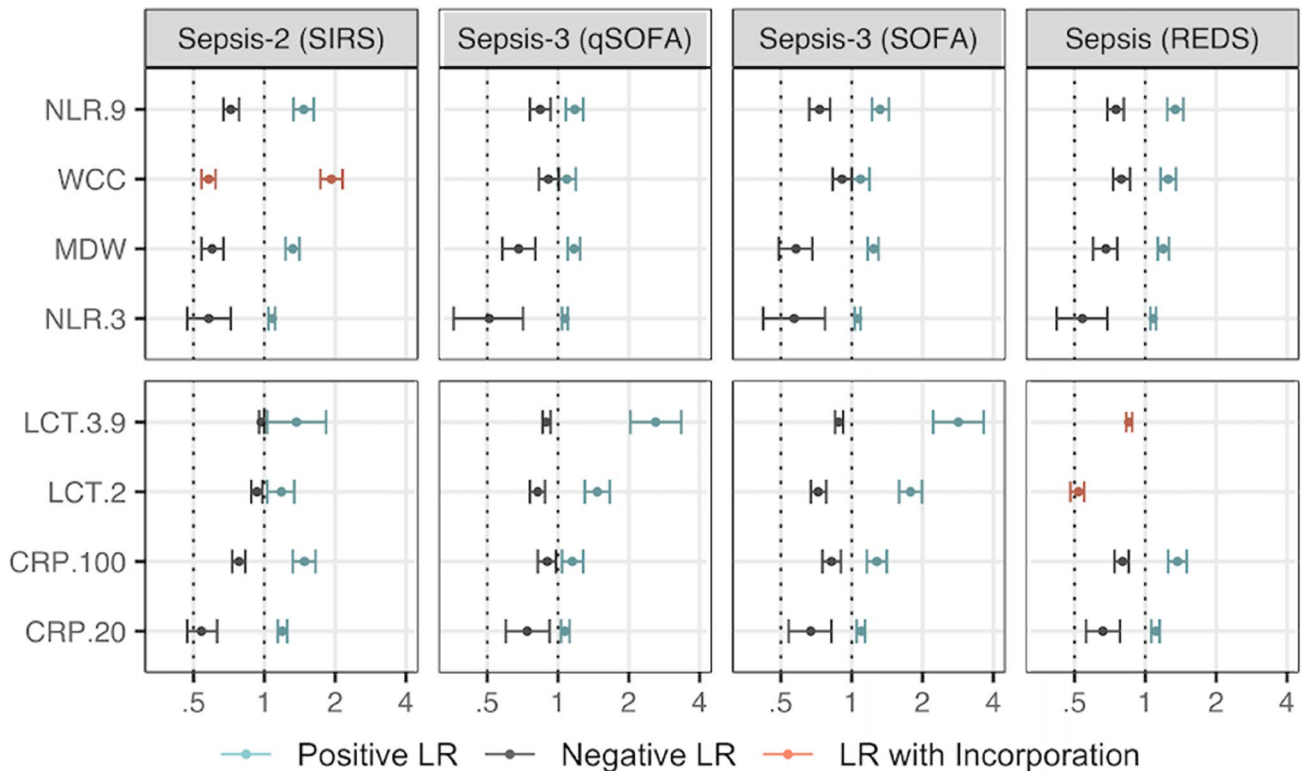 Sepsis-2 (SIRS) Sepsis-3 (qSOFA) Sepsis-3 (SOFA) Sepsis (REDS)
NLR.9
WCC
MDW
NLR.3
LCT.3.9
LCT.2
CRP.100
CRP.20
.5 1 2 4 .5 1 2 4 .5 1 2 4 .5 1 2 4
Positive LR Negative LR LR with Incorporation